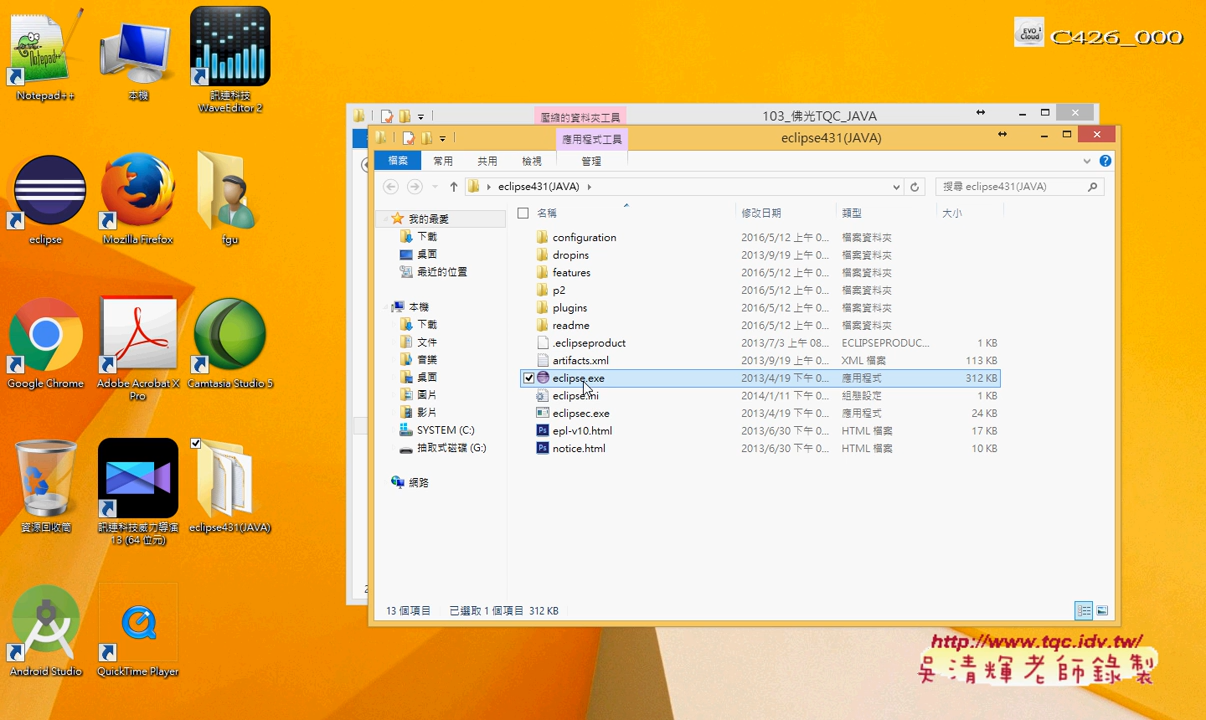 Notepad++
本機
訊連科技
WaveEditor 2
eclipse
Mozilla Firefox
fgu
Google Chrome
Adobe Acrobat X
Pro
Camtasia Studio 5
資源回收筒
訊連科技威力導演
13 (64 位元)
eclipse431(JAVA)
Android Studio
QuickTime Player
EVO
Cloud
C426_000
壓縮的資料夾工具
103_佛光TQC_JAVA
應用程式工具
eclipse431(JAVA)
檔案
常用
共用
檢視
管理
eclipse431(JAVA)
搜尋 eclipse431(JAVA)
我的最愛
下載
桌面
最近的位置
本機
下載
文件
音樂
桌面
圖片
影片
SYSTEM (C:)
抽取式磁碟 (G:)
網路
名稱 修改日期 類型 大小
configuration 2016/5/12 上午 0... 檔案資料夾
dropins 2013/9/19 上午 0... 檔案資料夾
features 2016/5/12 上午 0... 檔案資料夾
p2 2016/5/12 上午 0... 檔案資料夾
plugins 2016/5/12 上午 0... 檔案資料夾
readme 2016/5/12 上午 0... 檔案資料夾
.eclipseproduct 2013/7/3 上午 08... ECLIPSEPRODUC... 1 KB
artifacts.xml 2013/9/19 上午 0... XML 檔案 113 KB
eclipse.exe 2013/4/19 下午 0... 應用程式 312 KB
eclipse.ini 2014/1/11 下午 0... 組態設定 1 KB
eclipsec.exe 2013/4/19 下午 0... 應用程式 24 KB
epl-v10.html 2013/6/30 下午 0... HTML 檔案 17 KB
notice.html 2013/6/30 下午 0... HTML 檔案 10 KB
13 個項目 已選取 1 個項目 312 KB
http://www.tqc.idv.tw/
吳清輝老師錄製